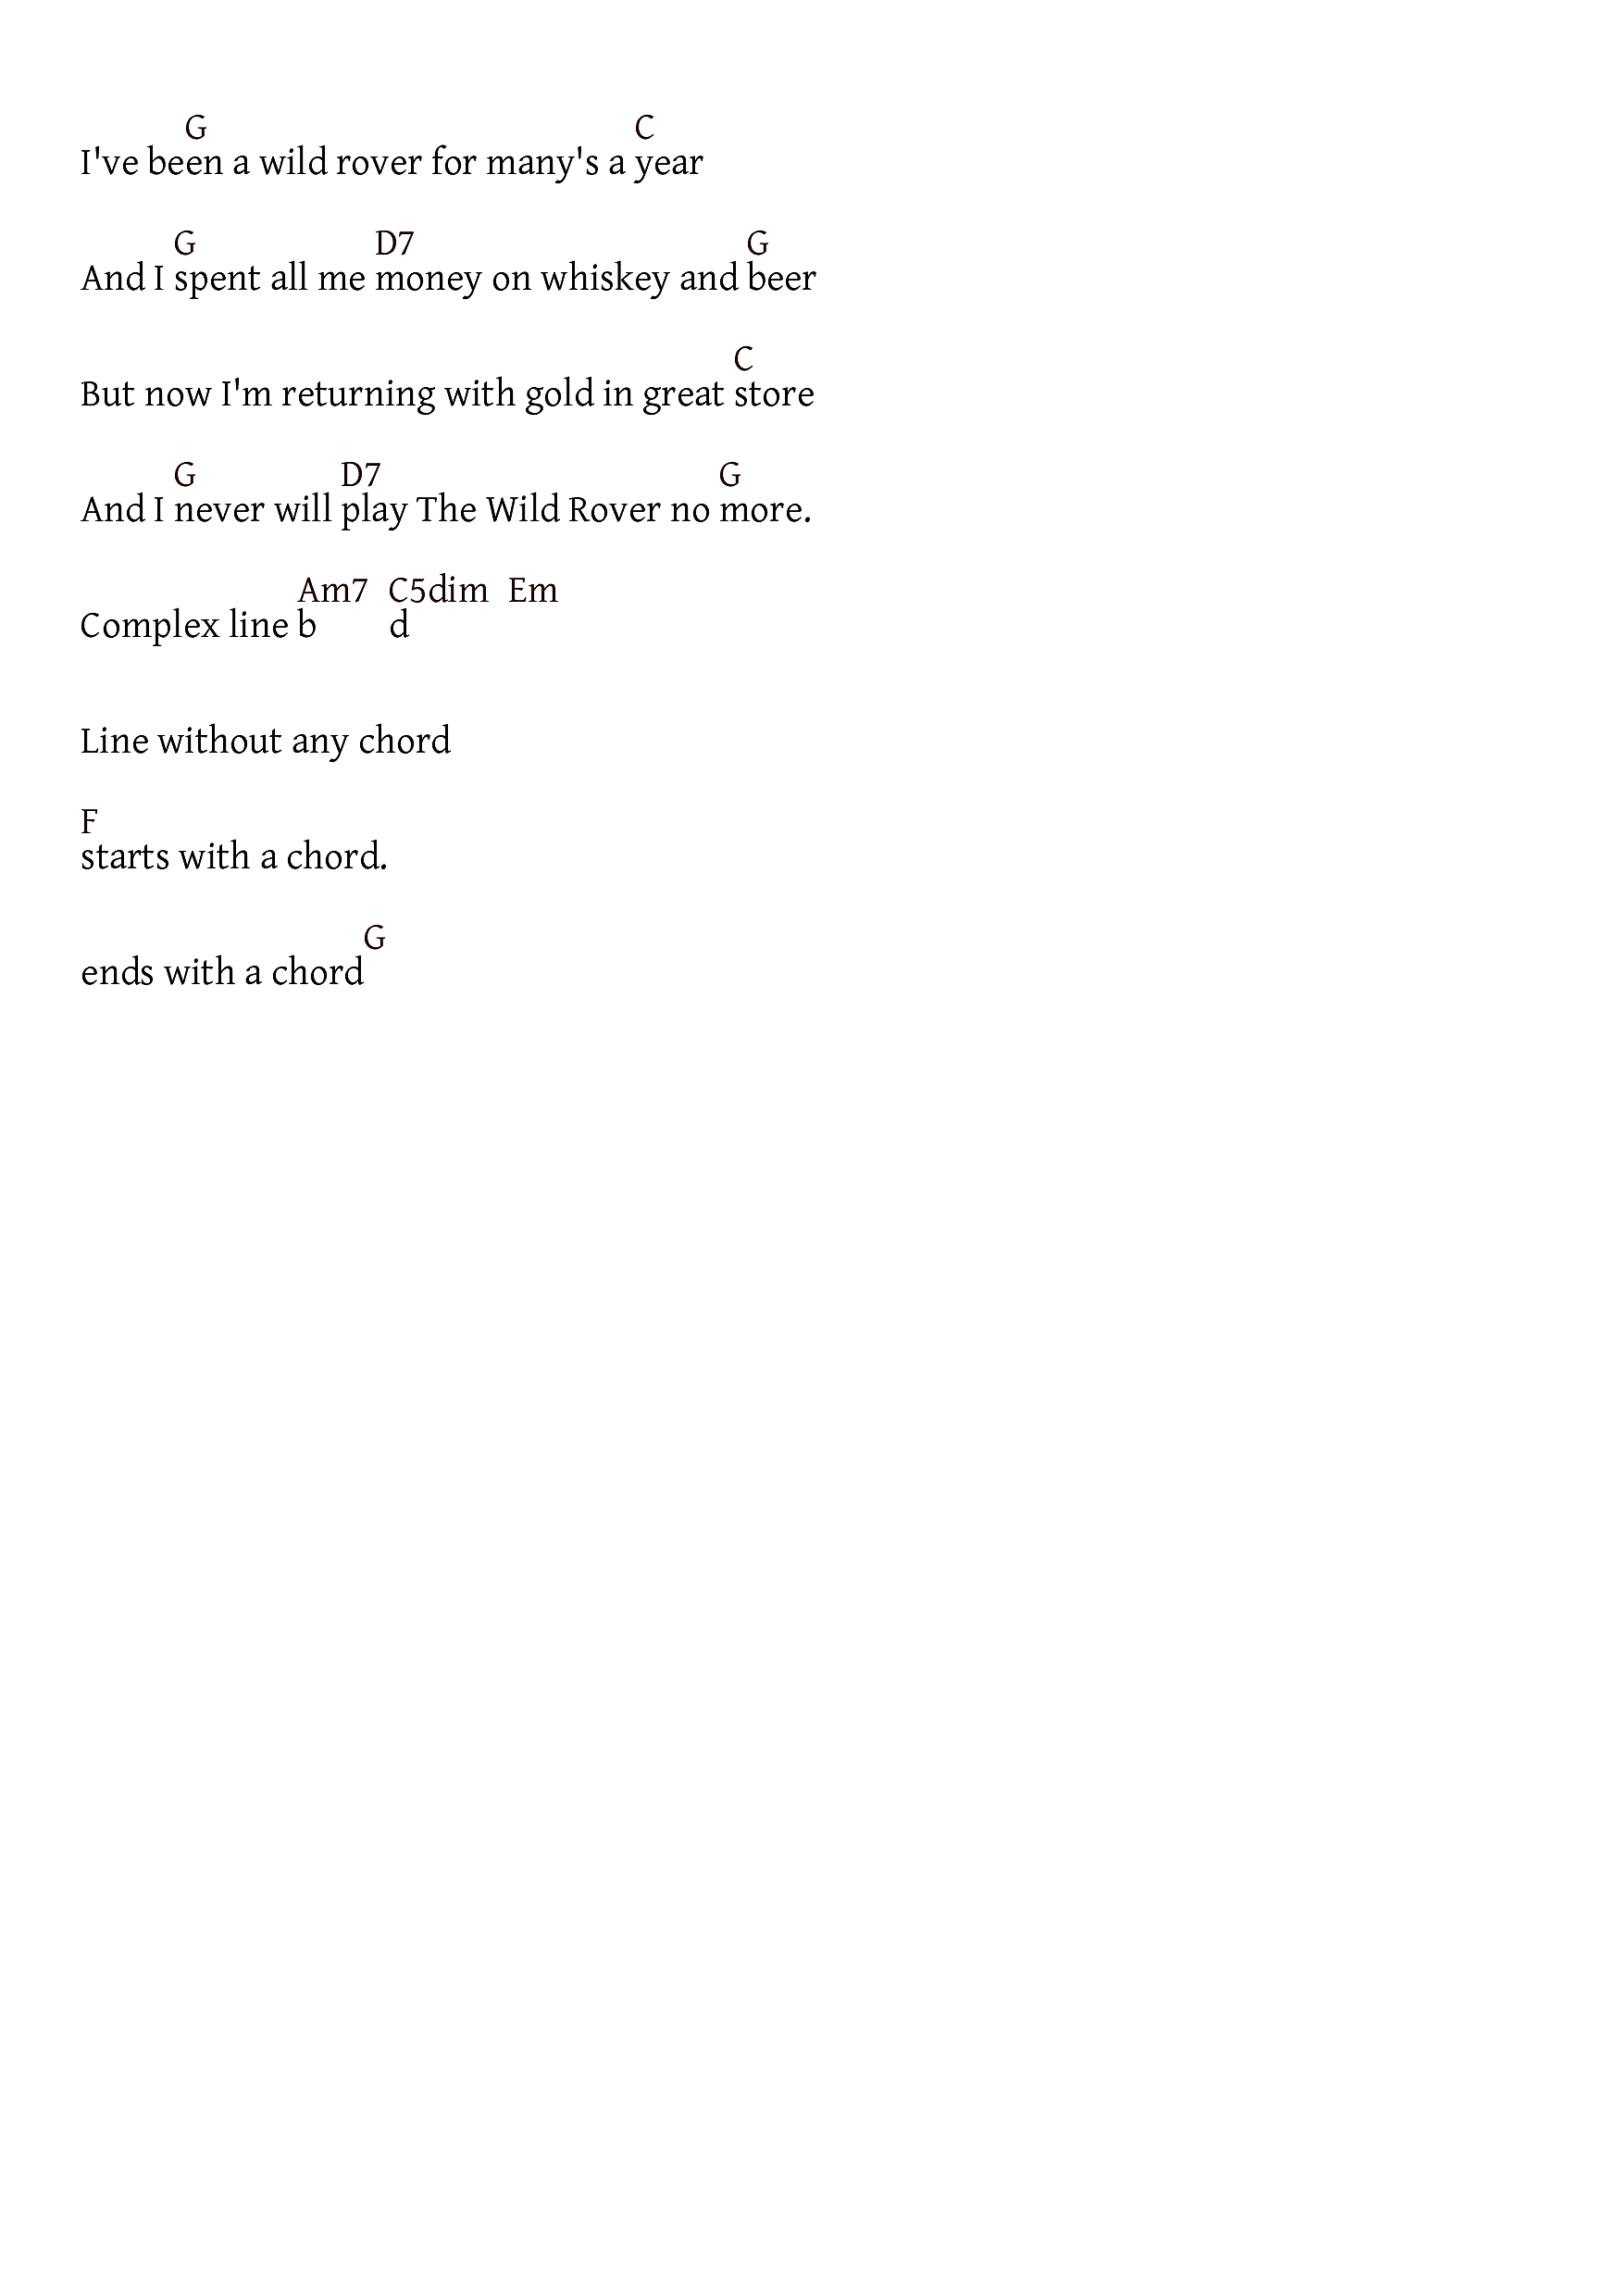 G C
I've been a wild rover for many's a year
G D7 G
And I spent all me money on whiskey and beer
C
But now I'm returning with gold in great store
G D7 G
And I never will play The Wild Rover no more.
Am7 C5dim Em
Complex line b d
Line without any chord
F
starts with a chord.
G
ends with a chord